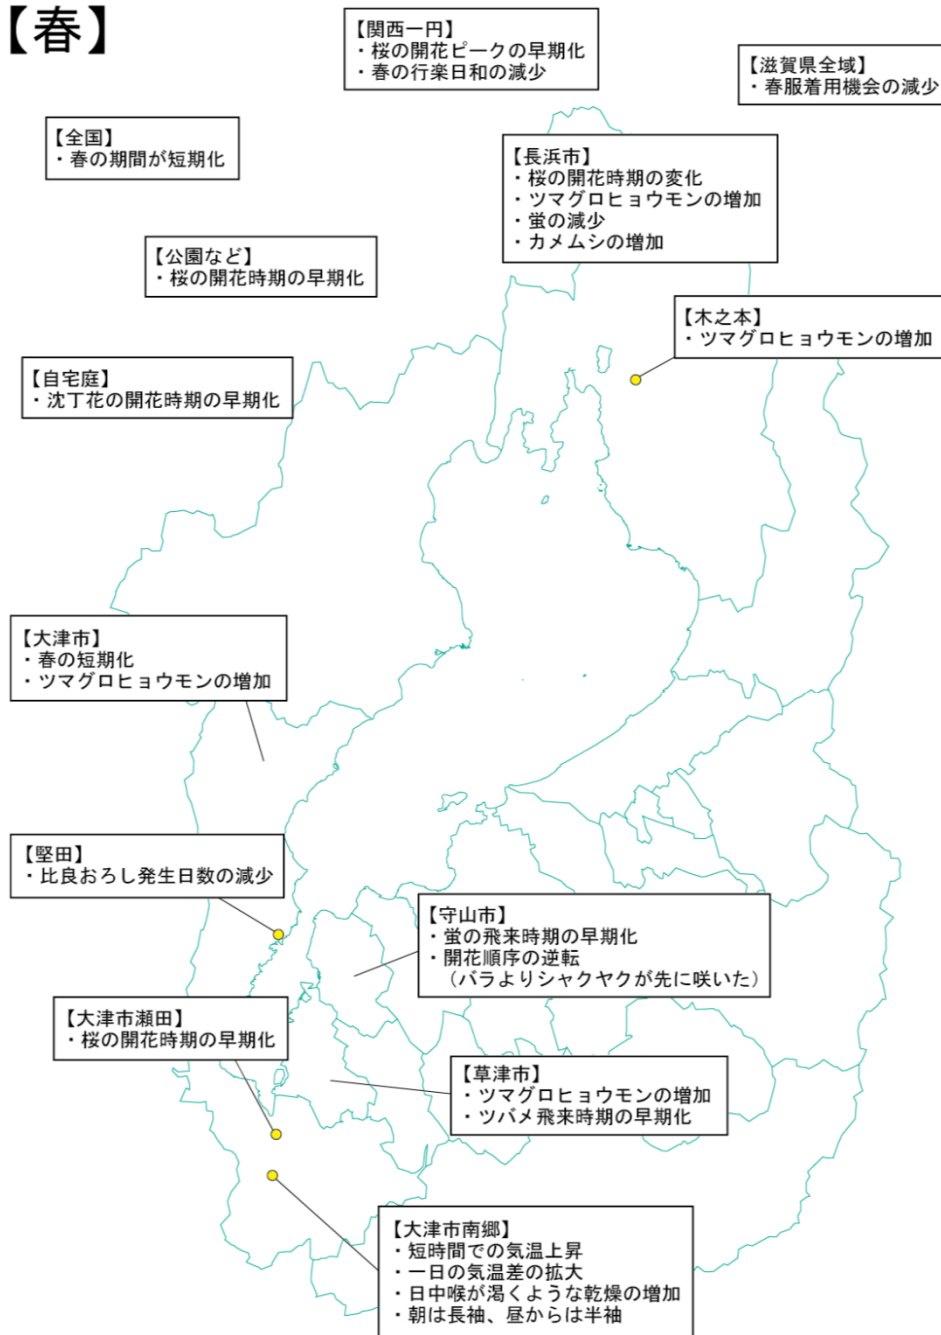 【春】
【関西一円】
・桜の開花ピークの早期化
・春の行楽日和の減少
【滋賀県全域】
・春服着用機会の減少
【全国】
・春の期間が短期化
【長浜市】
・桜の開花時期の変化
・ツマグロヒョウモンの増加
・蛍の減少
・カメムシの増加
【公園など】
・桜の開花時期の早期化
【木之本】
・ツマグロヒョウモンの増加
【自宅庭】
・沈丁花の開花時期の早期化
【大津市】
・春の短期化
・ツマグロヒョウモンの増加
【堅田】
・比良おろし発生日数の減少
【守山市】
・蛍の飛来時期の早期化
・開花順序の逆転
（バラよりシャクヤクが先に咲いた）
【大津市瀬田】
・桜の開花時期の早期化
【草津市】
・ツマグロヒョウモンの増加
・ツバメ飛来時期の早期化
【大津市南郷】
・短時間での気温上昇
・一日の気温差の拡大
・日中喉が渇くような乾燥の増加
・朝は長袖、昼からは半袖